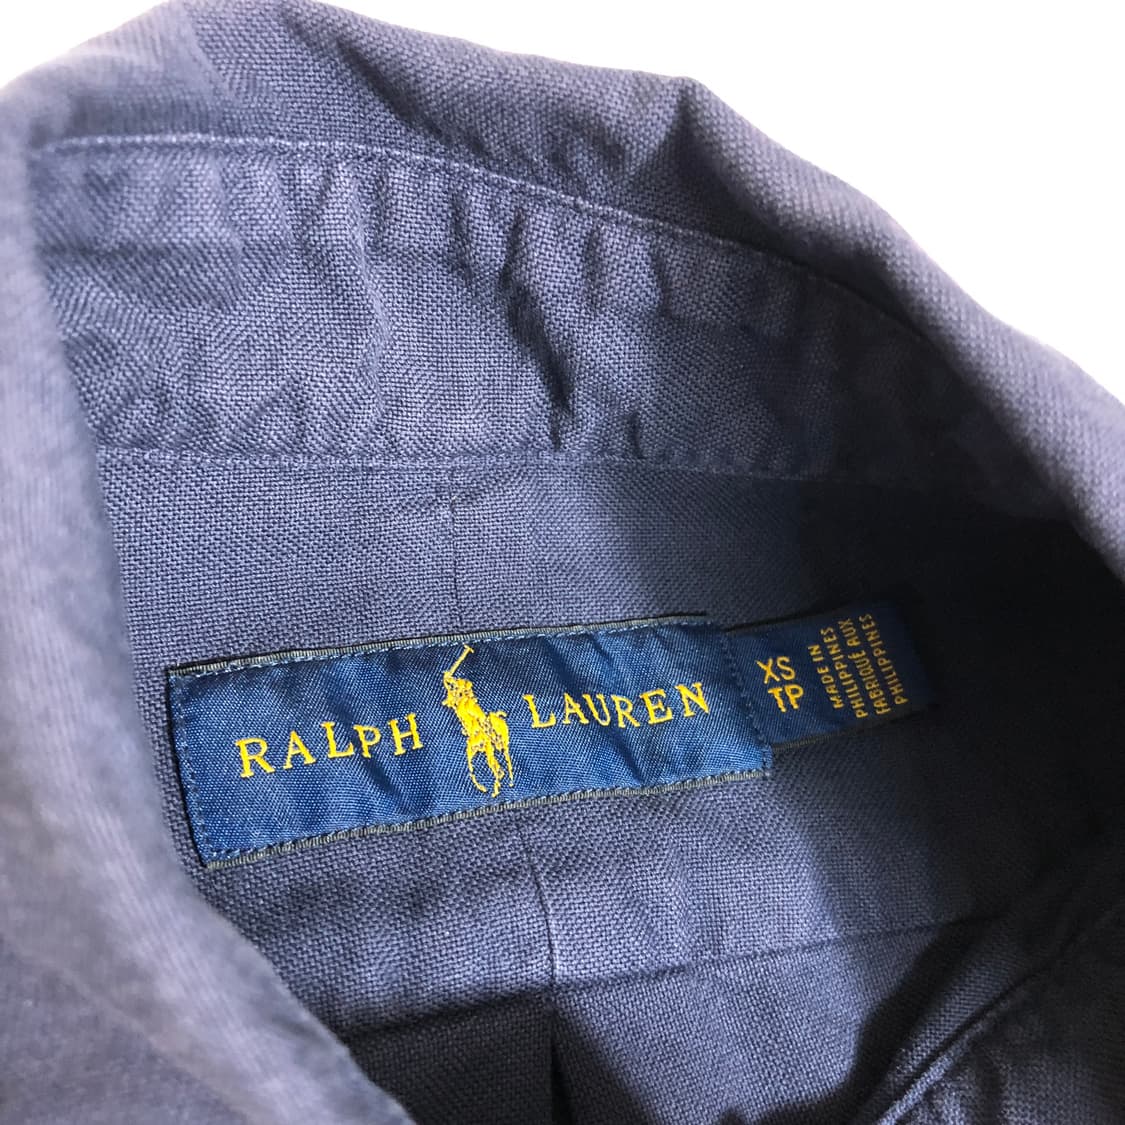 RALPH LAUREN
XS
TP
MADE IN
PHILIPPINES
FABRIQUÉ AUX
PHILIPPINES